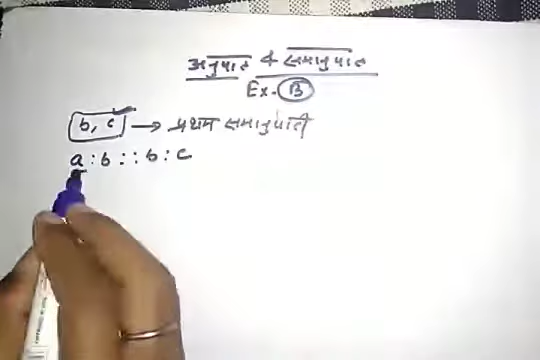 अनुपात & समानुपात
Ex. B
b, c → प्रथम समानुपाती
a : b :: b : c